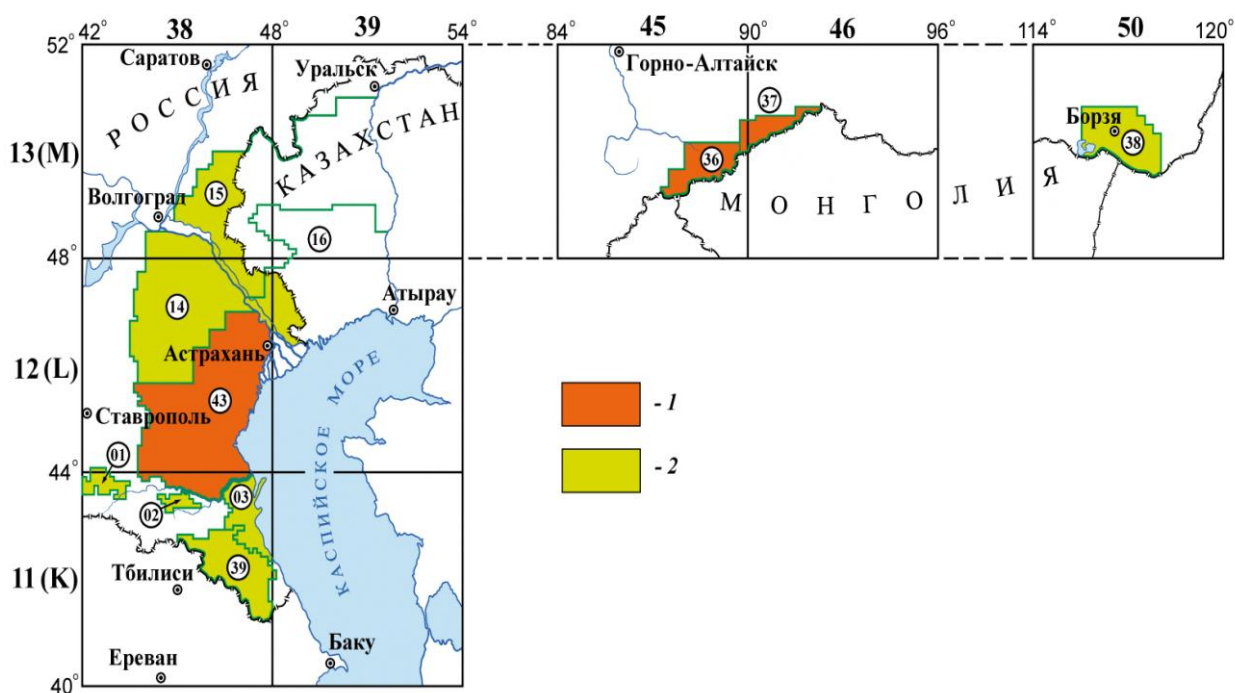 42° 38 48° 39 54°
84° 45 90° 46 96°
114° 50 120°
52°
Саратов
Уральск
Горно-Алтайск
РОССИЯ
КАЗАХСТАН
37
Борзя
38
13 (M)
36
15
Волгоград
МОНГОЛИЯ
16
48°
14
Атырау
Астрахань
12 (L)
КАСПИЙСКОЕ МОРЕ
43
- 1
Ставрополь
01
- 2
44°
03
02
39
11 (K)
Тбилиси
Баку
Ереван
40°